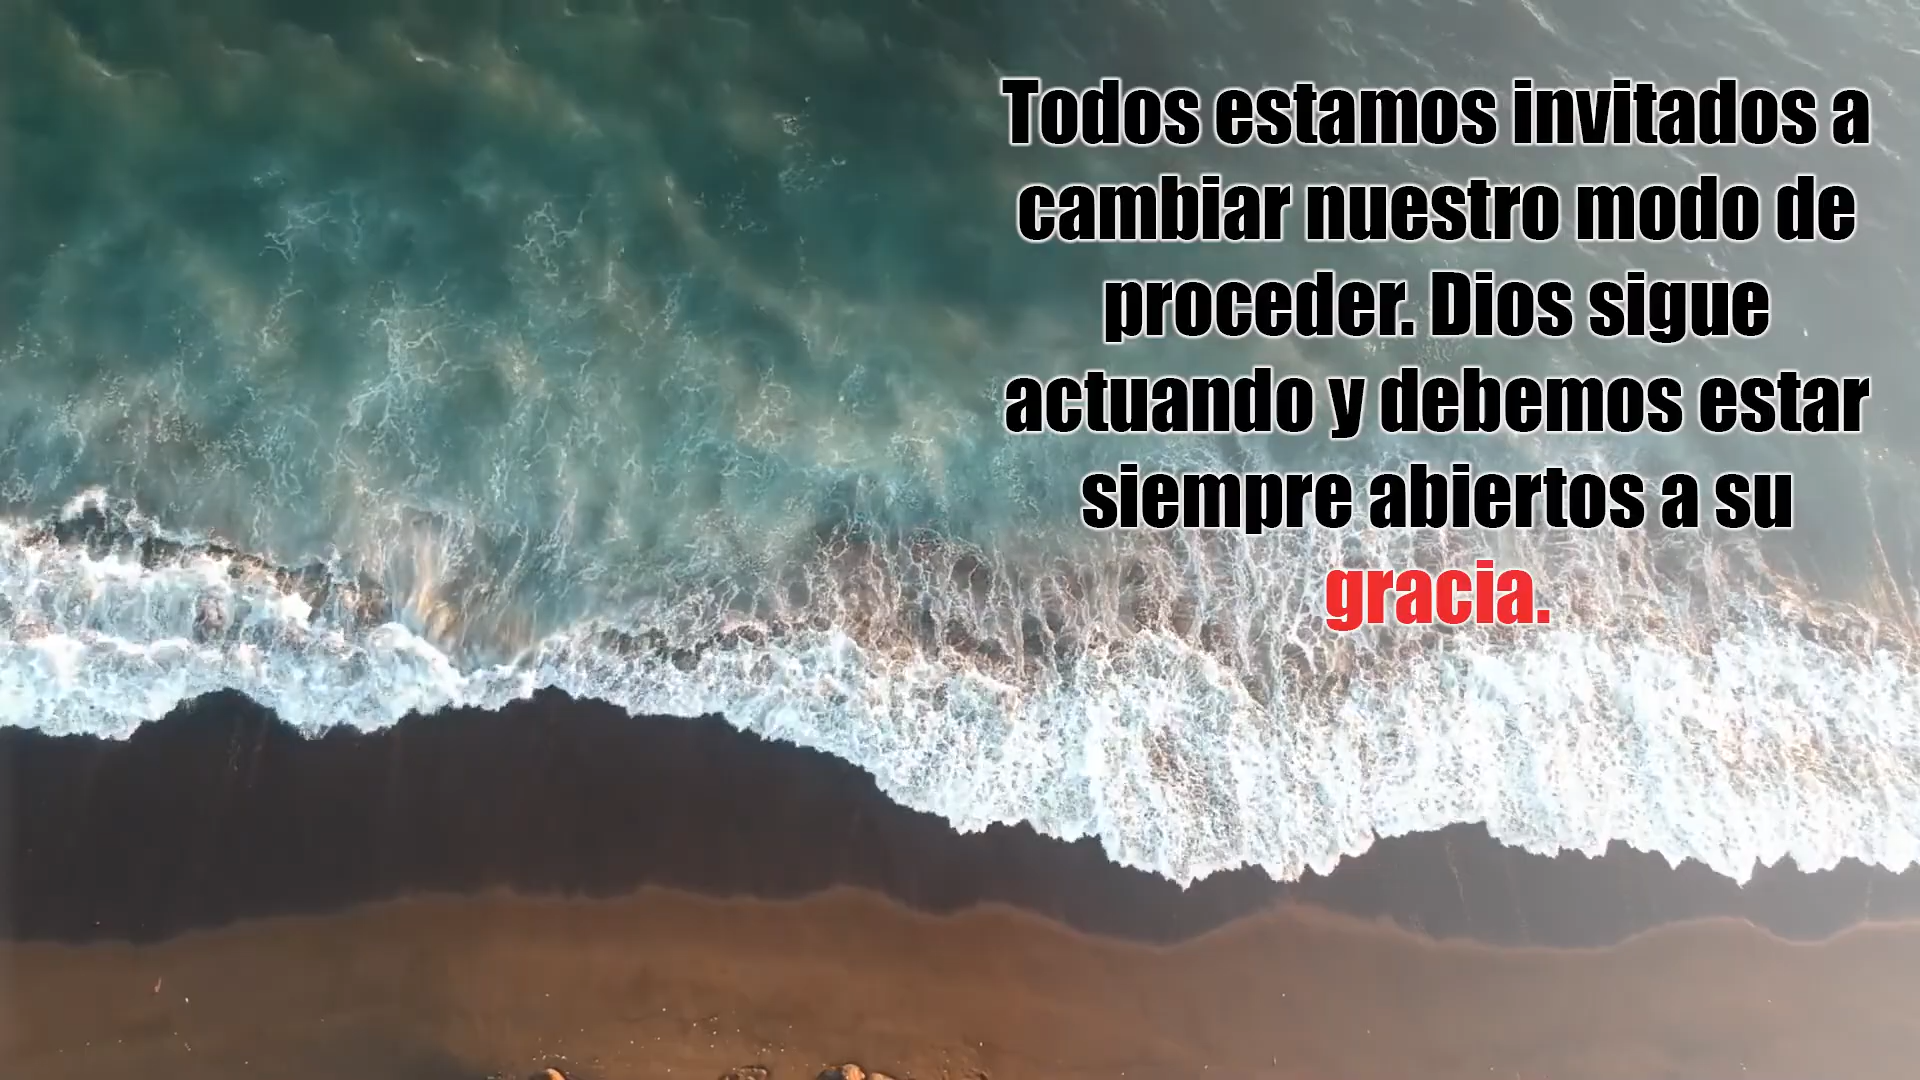 Todos estamos invitados a
cambiar nuestro modo de
proceder. Dios sigue
actuando y debemos estar
siempre abiertos a su
gracia.